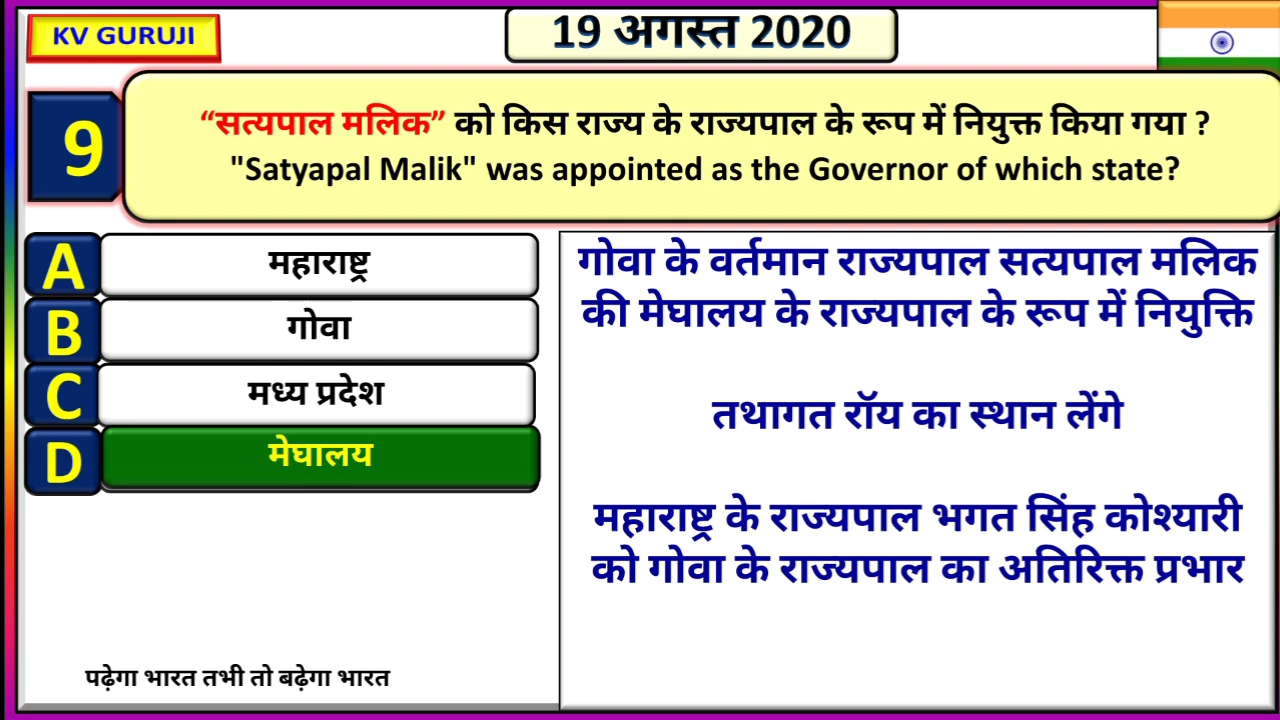 KV GURUJI
19 अगस्त 2020
9
“सत्यपाल मलिक” को किस राज्य के राज्यपाल के रूप में नियुक्त किया गया ?
"Satyapal Malik" was appointed as the Governor of which state?
A महाराष्ट्र
B गोवा
C मध्य प्रदेश
D मेघालय
गोवा के वर्तमान राज्यपाल सत्यपाल मलिक
की मेघालय के राज्यपाल के रूप में नियुक्ति
तथागत रॉय का स्थान लेंगे
महाराष्ट्र के राज्यपाल भगत सिंह कोश्यारी
को गोवा के राज्यपाल का अतिरिक्त प्रभार
पढ़ेगा भारत तभी तो बढ़ेगा भारत